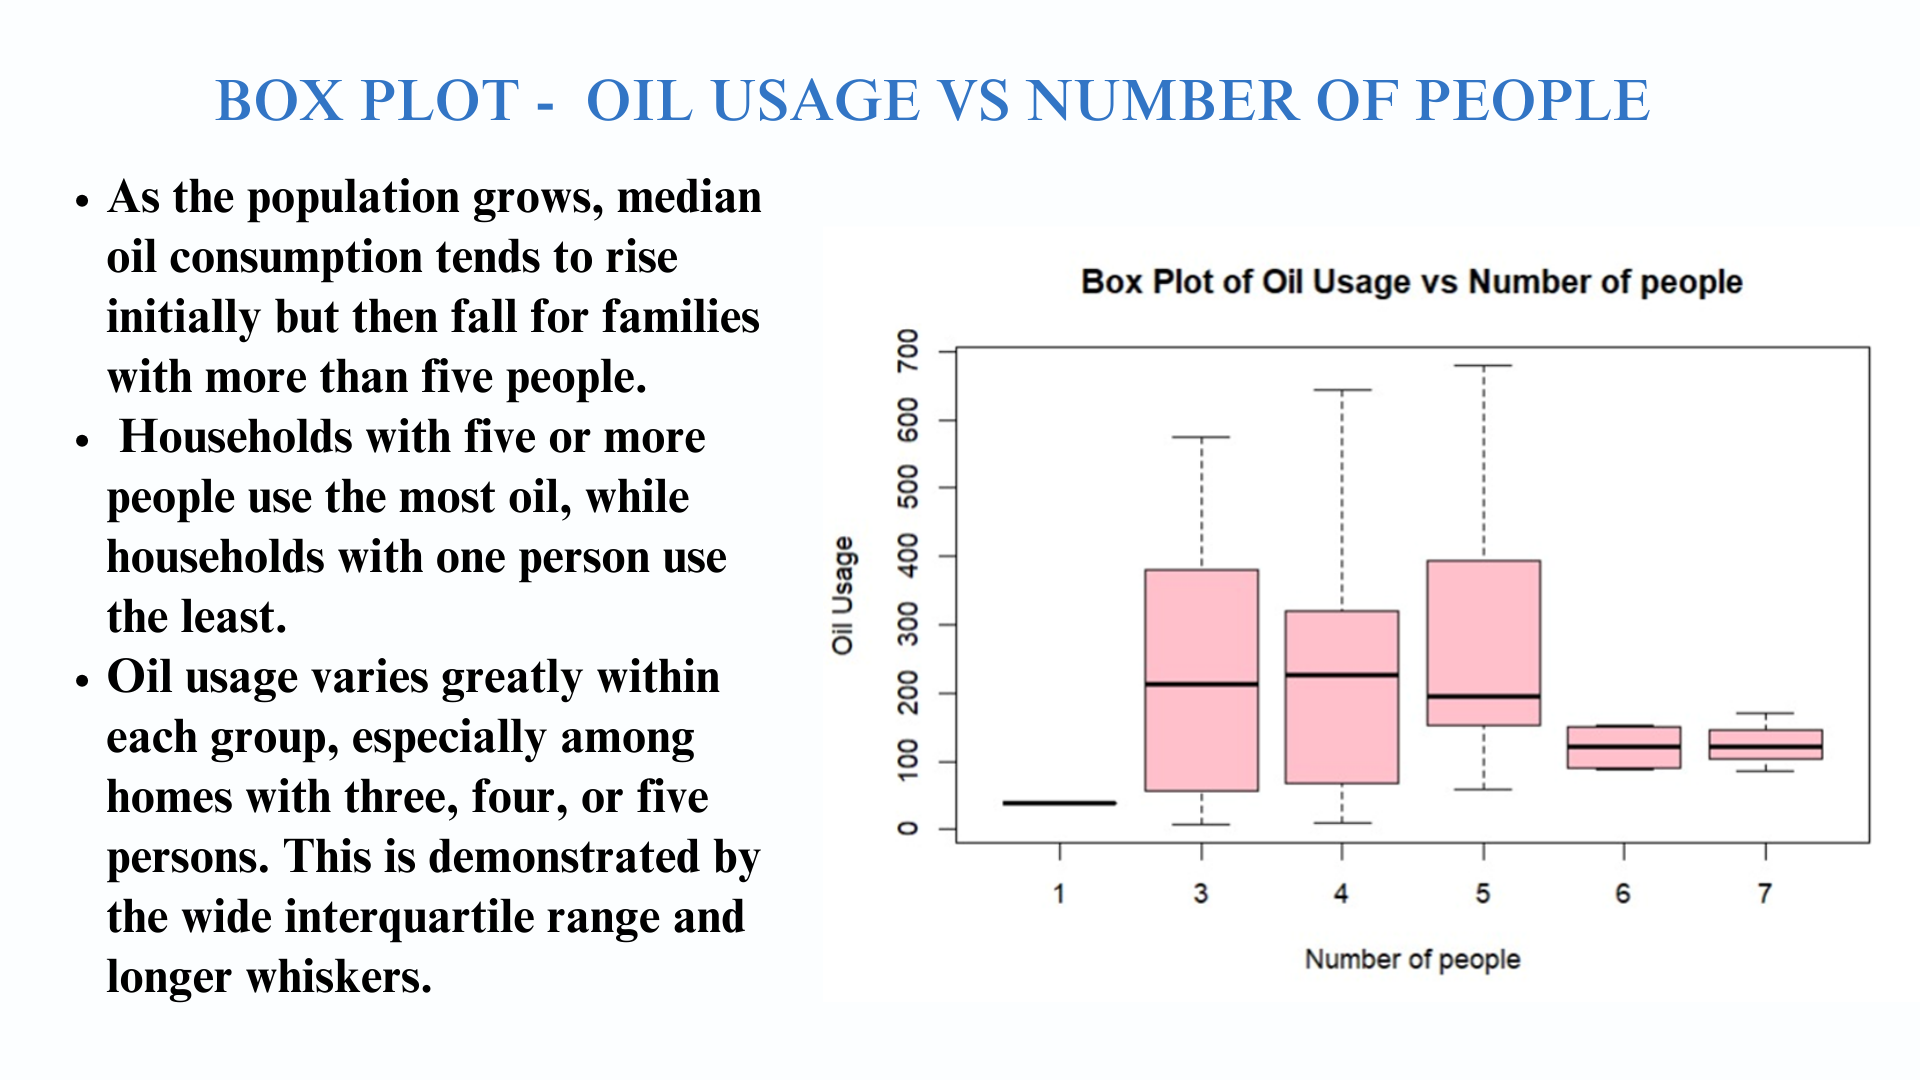 BOX PLOT - OIL USAGE VS NUMBER OF PEOPLE
• As the population grows, median
oil consumption tends to rise
initially but then fall for families
with more than five people.
• Households with five or more
people use the most oil, while
households with one person use
the least.
• Oil usage varies greatly within
each group, especially among
homes with three, four, or five
persons. This is demonstrated by
the wide interquartile range and
longer whiskers.
Box Plot of Oil Usage vs Number of people
Oil Usage
700
600
500
400
300
200
100
0
1 3 4 5 6 7
Number of people